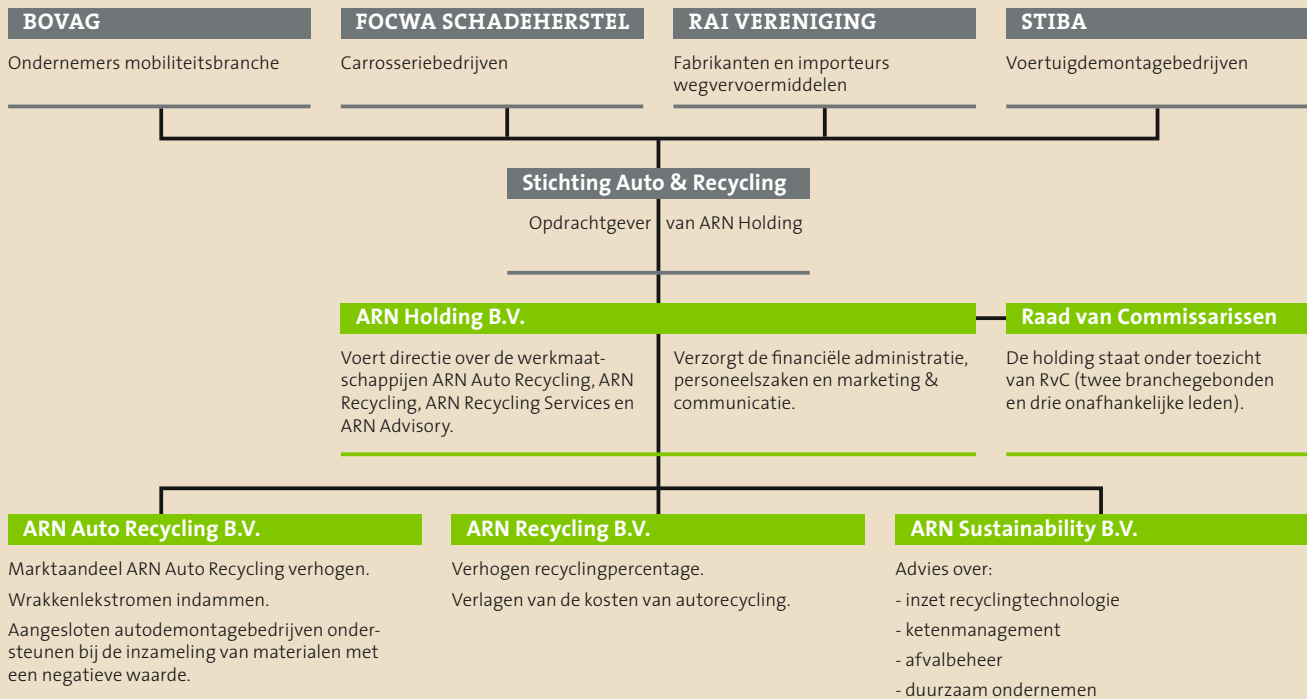 BOVAG
Ondernemers mobiliteitsbranche
FOCWA SCHADEHERSTEL
Carrosseriebedrijven
RAI VERENIGING
Fabrikanten en importeurs
wegvervoermiddelen
STIBA
Voertuigdemontagebedrijven
Stichting Auto & Recycling
Opdrachtgever van ARN Holding
ARN Holding B.V.
Voert directie over de werkmaat-
schappijen ARN Auto Recycling, ARN
Recycling, ARN Recycling Services en
ARN Advisory.
Verzorgt de financiële administratie,
personeelszaken en marketing &
communicatie.
Raad van Commissarissen
De holding staat onder toezicht
van RvC (twee branchegebonden
en drie onafhankelijke leden).
ARN Auto Recycling B.V.
Marktaandeel ARN Auto Recycling verhogen.
Wrakkenlekstromen indammen.
Aangesloten autodemontagebedrijven onder-
steunen bij de inzameling van materialen met
een negatieve waarde.
ARN Recycling B.V.
Verhogen recyclingpercentage.
Verlagen van de kosten van autorecycling.
ARN Sustainability B.V.
Advies over:
- inzet recyclingtechnologie
- ketenmanagement
- afvalbeheer
- duurzaam ondernemen